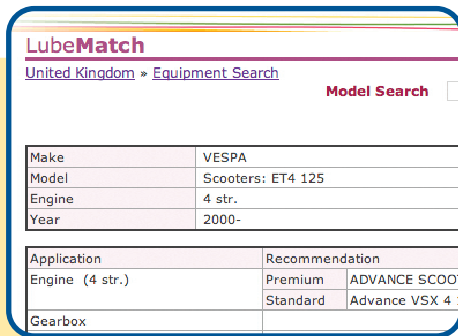 LubeMatch
United Kingdom » Equipment Search
Model Search
Make VESPA
Model Scooters: ET4 125
Engine 4 str.
Year 2000-
Application Recommendation
Engine (4 str.) Premium ADVANCE SCOO
Standard Advance VSX 4
Gearbox